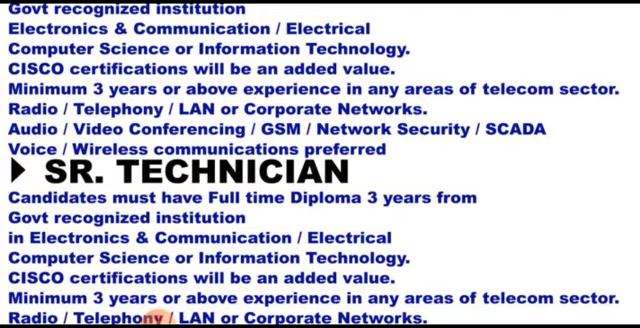 Govt recognized institution
Electronics & Communication / Electrical
Computer Science or Information Technology.
CISCO certifications will be an added value.
Minimum 3 years or above experience in any areas of telecom sector.
Radio / Telephony / LAN or Corporate Networks.
Audio / Video Conferencing / GSM / Network Security / SCADA
Voice / Wireless communications preferred
SR. TECHNICIAN
Candidates must have Full time Diploma 3 years from
Govt recognized institution
in Electronics & Communication / Electrical
Computer Science or Information Technology.
CISCO certifications will be an added value.
Minimum 3 years or above experience in any areas of telecom sector.
Radio / Telephony / LAN or Corporate Networks.